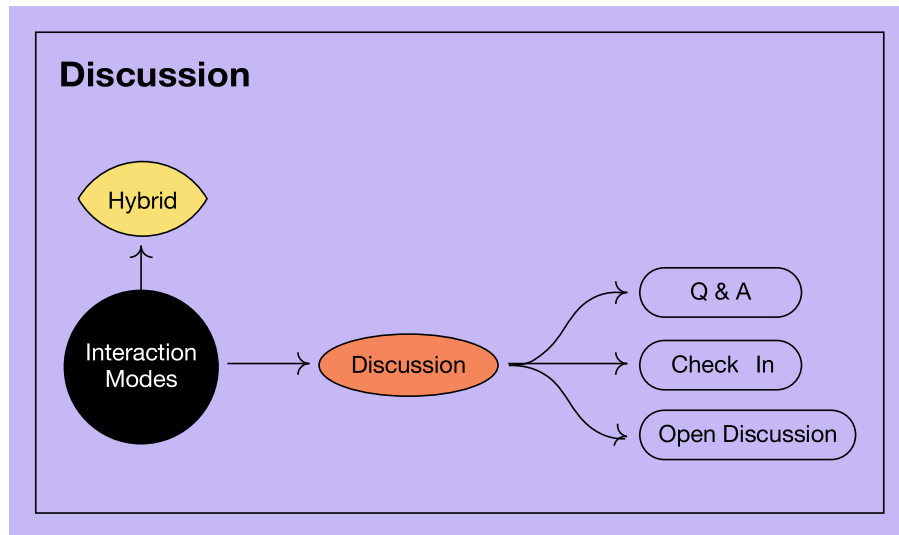 Discussion
Hybrid
Interaction
Modes
Discussion
Q & A
Check In
Open Discussion